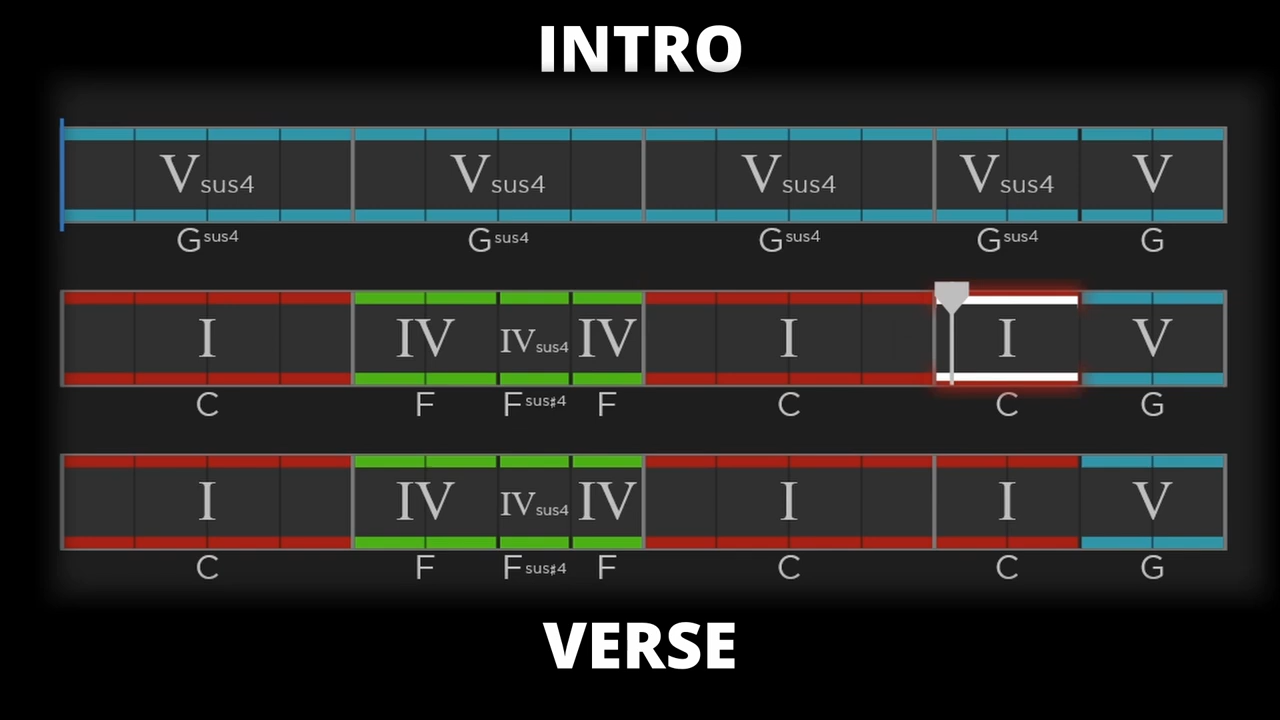 INTRO
Vsus4 Vsus4 Vsus4 Vsus4 V
Gsus4 Gsus4 Gsus4 Gsus4 G
I IV IVsus4 IV I I V
C F Fsus♯4 F C C G
I IV IVsus4 IV I I V
C F Fsus♯4 F C C G
VERSE